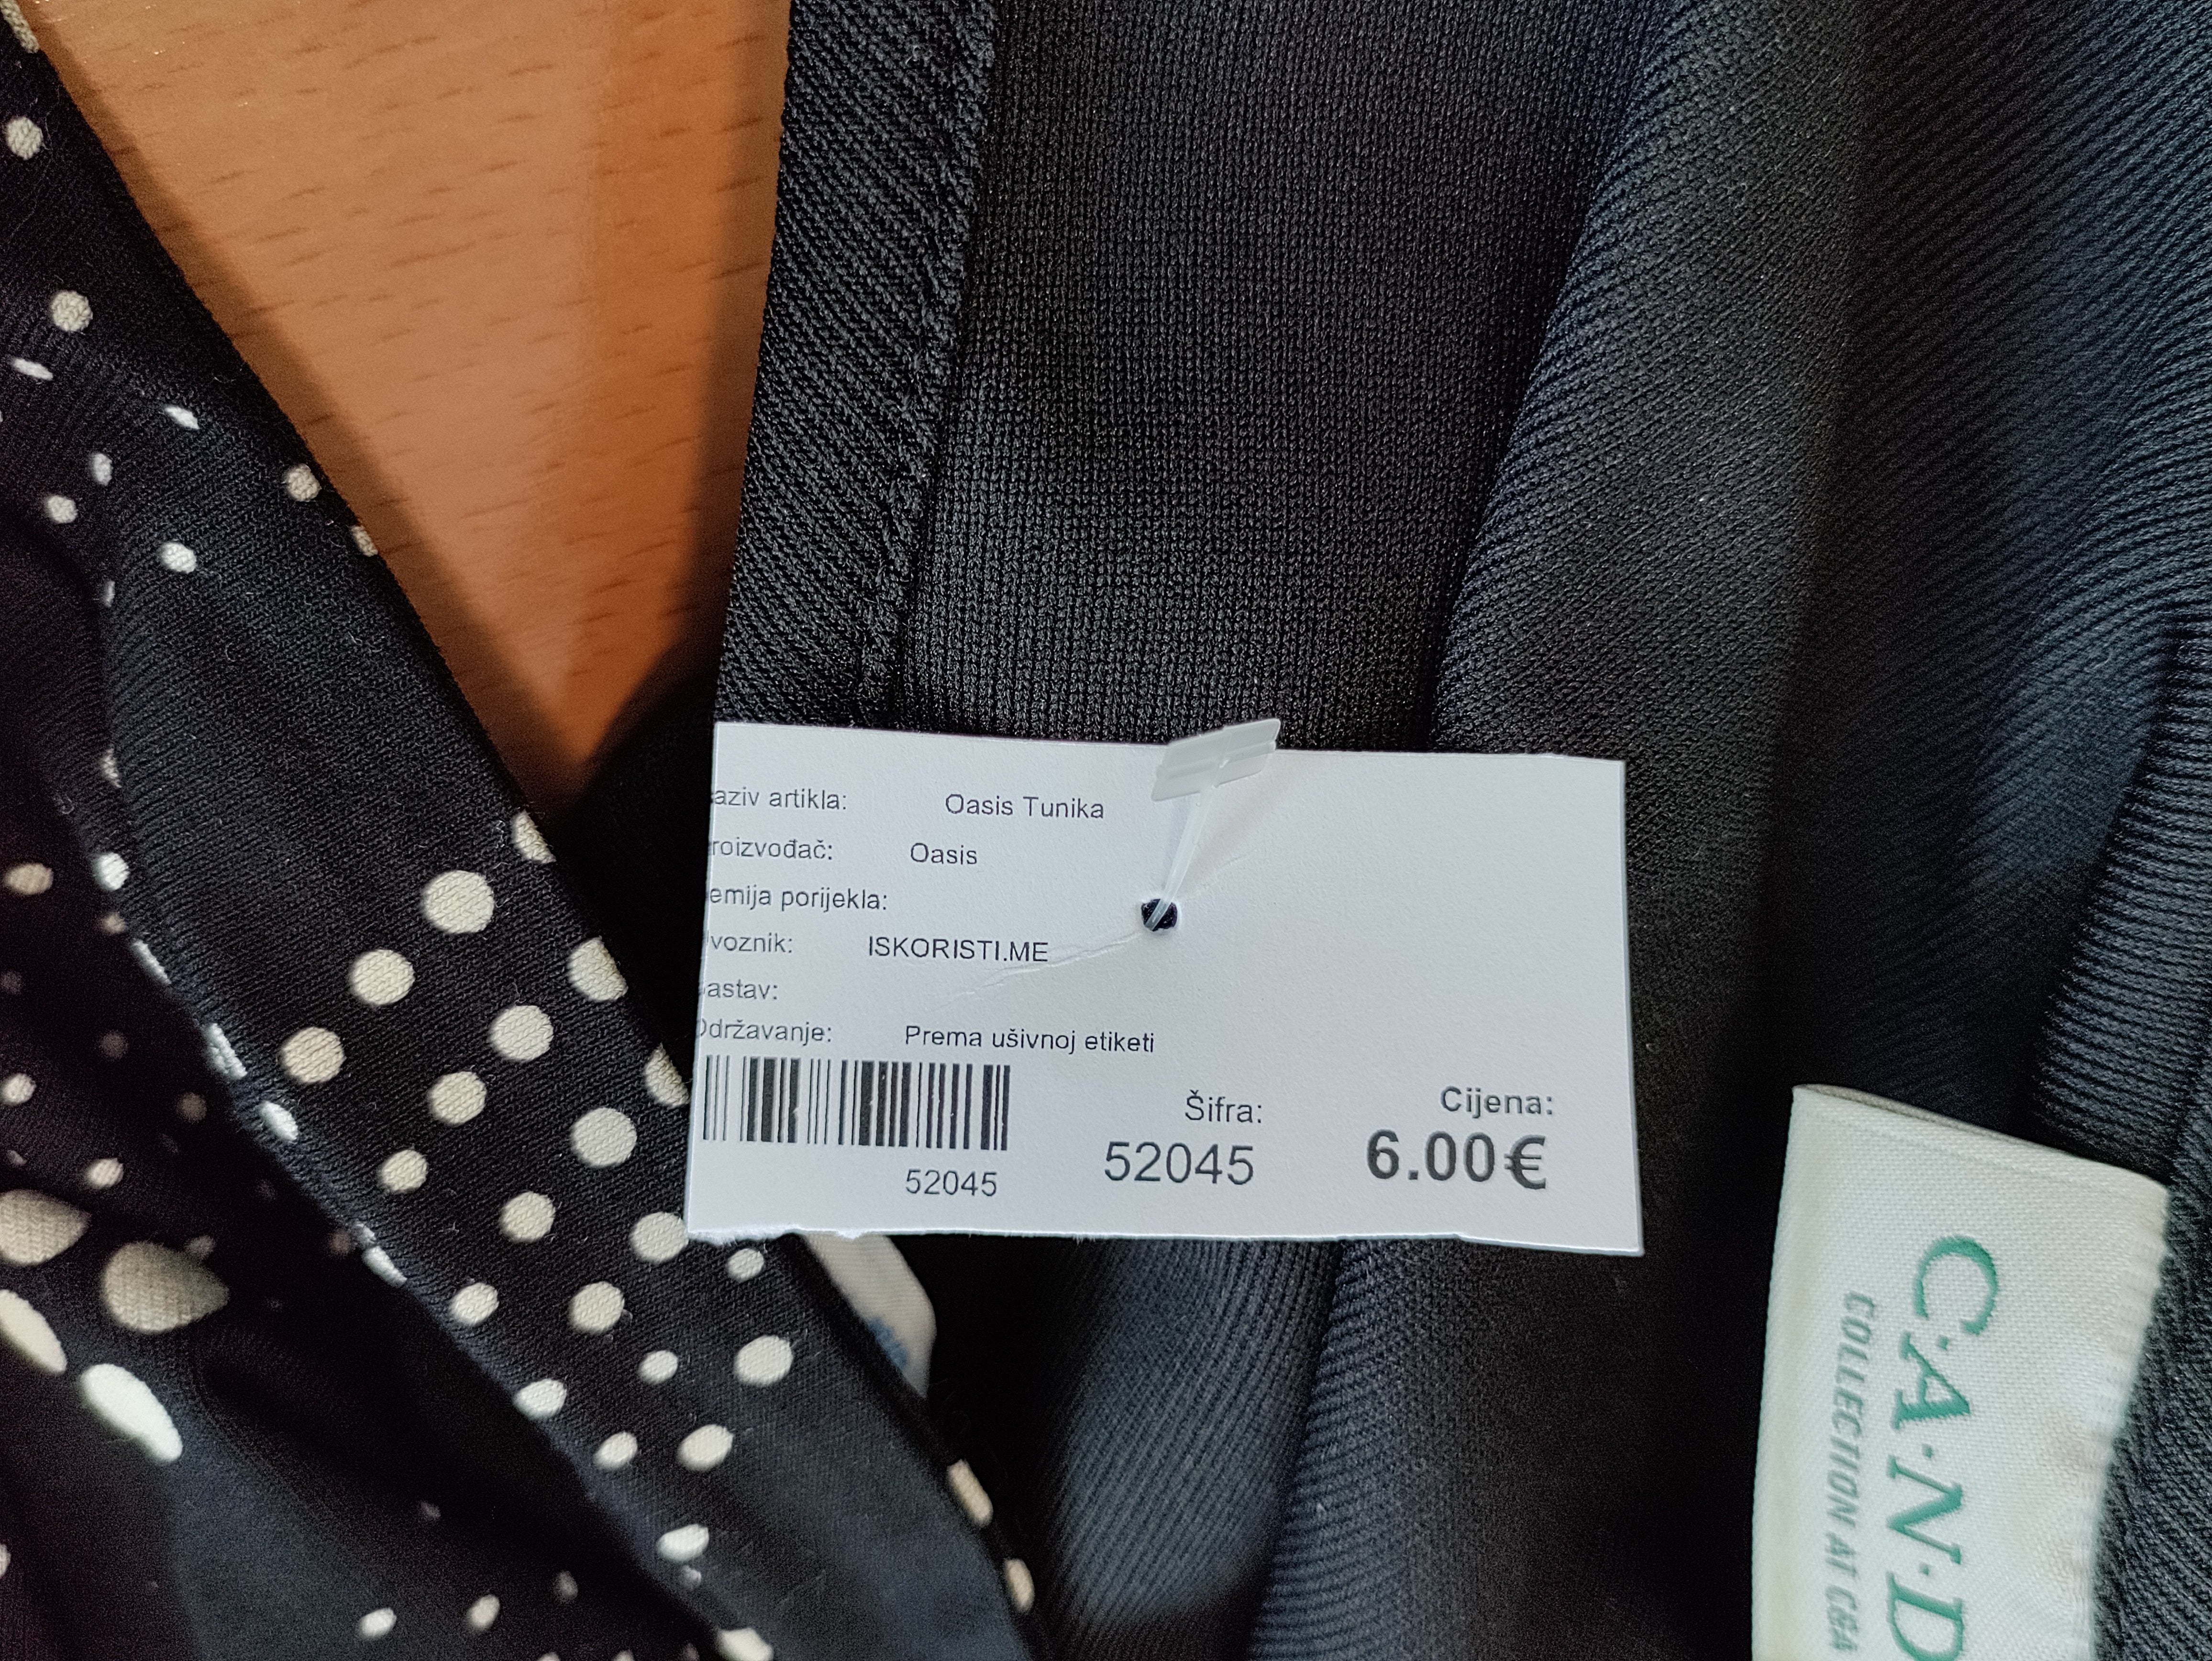 aziv artikla: Oasis Tunika
roizvođač: Oasis
emija porijekla:
voznik: ISKORISTI.ME
astav:
Održavanje: Prema ušivnoj etiketi
52045
Šifra:
52045
Cijena:
6.00€
C·A·N·D
COLLECTION AT C&A